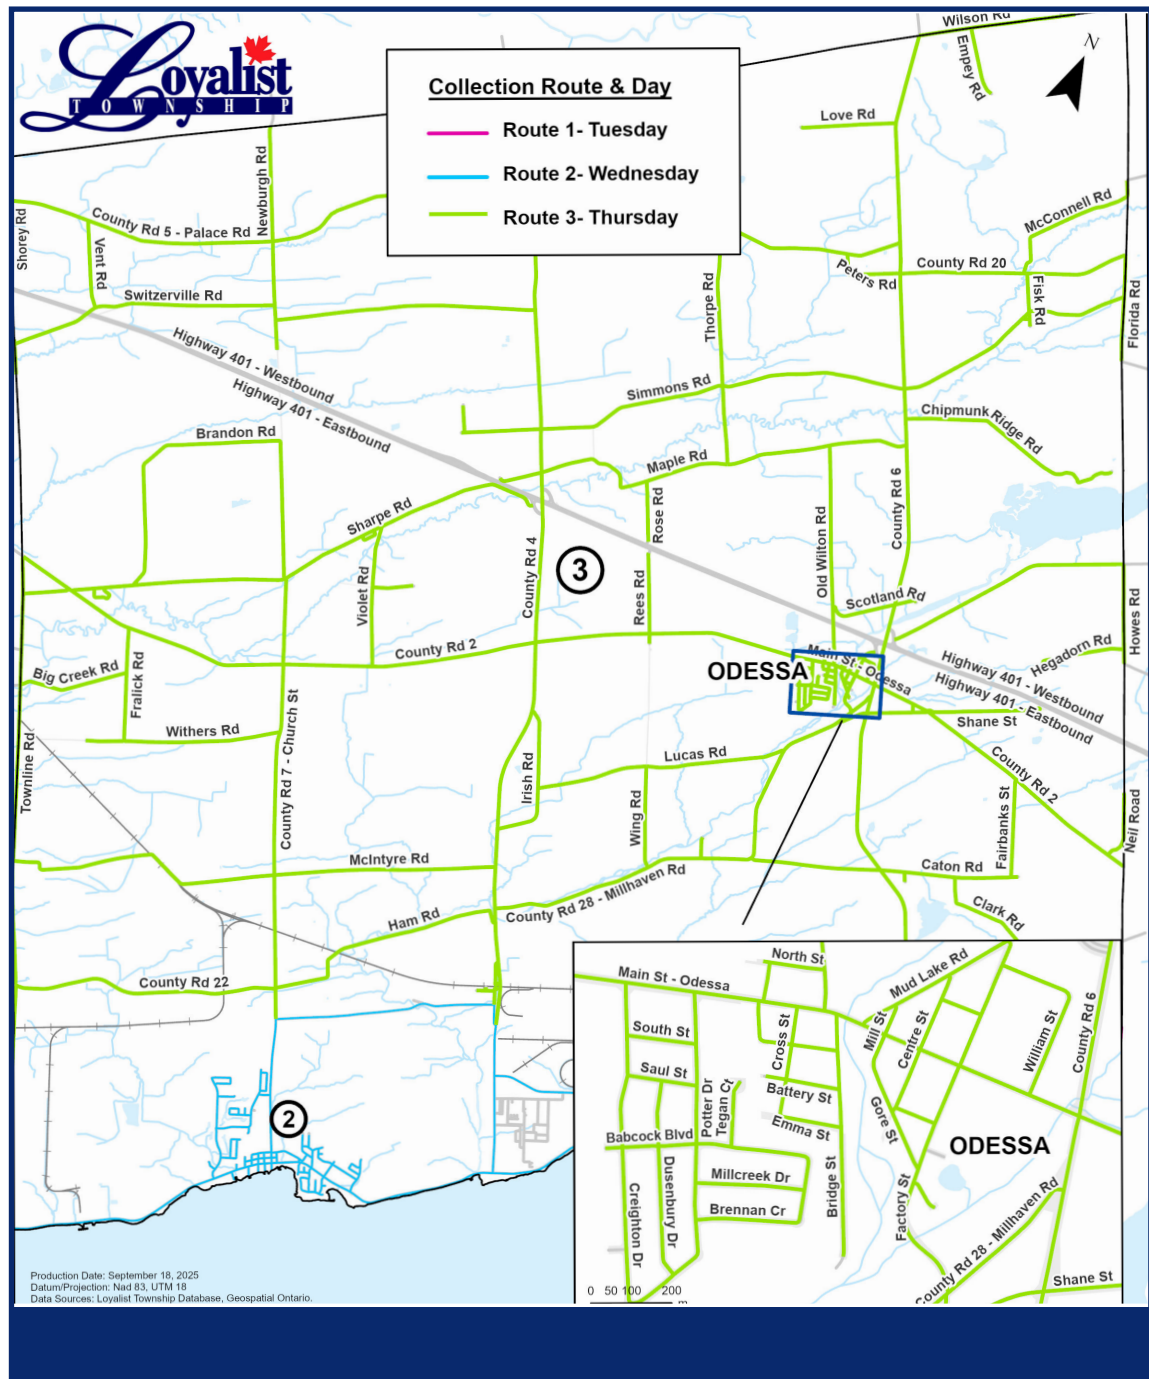 Loyalist
TOWNSHIP
Collection Route & Day
Route 1- Tuesday
Route 2- Wednesday
Route 3- Thursday
N
Wilson Rd
Empey Rd
Love Rd
Newburgh Rd
Shorey Rd
County Rd 5 - Palace Rd
Vent Rd
Switzerville Rd
McConnell Rd
County Rd 20
Peters Rd
Fisk Rd
Florida Rd
Thorpe Rd
Highway 401 - Westbound
Highway 401 - Eastbound
Simmons Rd
Chipmunk Ridge Rd
Brandon Rd
Maple Rd
Sharpe Rd
Rose Rd
County Rd 6
Old Wilton Rd
County Rd 4
3
Violet Rd
Rees Rd
Scotland Rd
Howes Rd
County Rd 2
Hegadorn Rd
Main St - Odessa
ODESSA
Highway 401 - Westbound
Highway 401 - Eastbound
Big Creek Rd
Fralick Rd
Withers Rd
County Rd 7 - Church St
Townline Rd
Shane St
Lucas Rd
Irish Rd
Wing Rd
County Rd 2
Fairbanks St
Neil Road
McIntyre Rd
Caton Rd
County Rd 28 - Millhaven Rd
Ham Rd
Clark Rd
County Rd 22
2
North St
Main St - Odessa
Mud Lake Rd
South St
Cross St
Mill St
Centre St
William St
County Rd 6
Saul St
Potter Dr
Tegan Ct
Battery St
Emma St
Gore St
Babcock Blvd
ODESSA
Millcreek Dr
Brennan Cr
Creighton Dr
Dusenbury Dr
Bridge St
Factory St
County Rd 28 - Millhaven Rd
Shane St
0 50 100 200
m
Production Date: September 18, 2025
Datum/Projection: Nad 83, UTM 18
Data Sources: Loyalist Township Database, Geospatial Ontario.